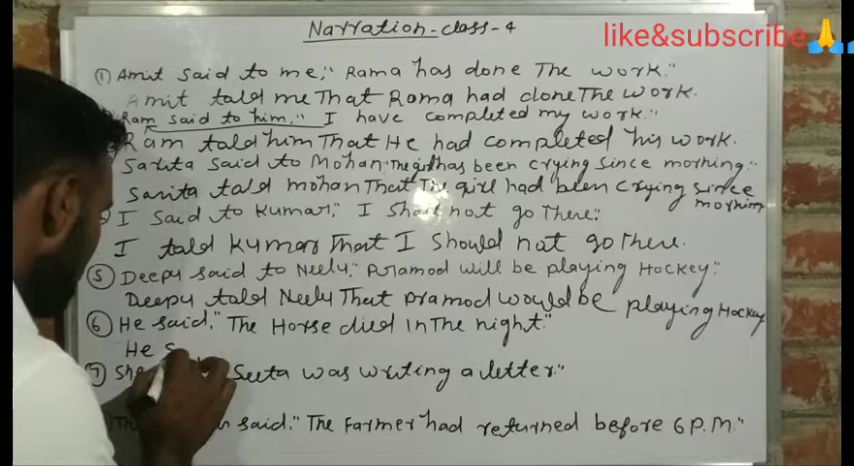 Narration-class-4
like&subscribe🙏
① Amit said to me," Rama has done The work."
Amit told me That Rama had done The work.
Ram said to him," I have completed my work."
Ram told him That He had completed his work.
Sarita said to Mohan "The girl has been crying since morning."
Sarita told mohan That The girl had been crying since morning
I said to Kumar," I shall not go There."
I told Kumar That I should not go There.
⑤ Deepu said to Neelu," Pramod will be playing Hockey."
Deepu told Neelu That pramod would be playing Hockey
⑥ He said," The Horse died in The night."
He S
⑦ She Seeta was writing a letter."
said." The Farmer had returned before 6 P.M."